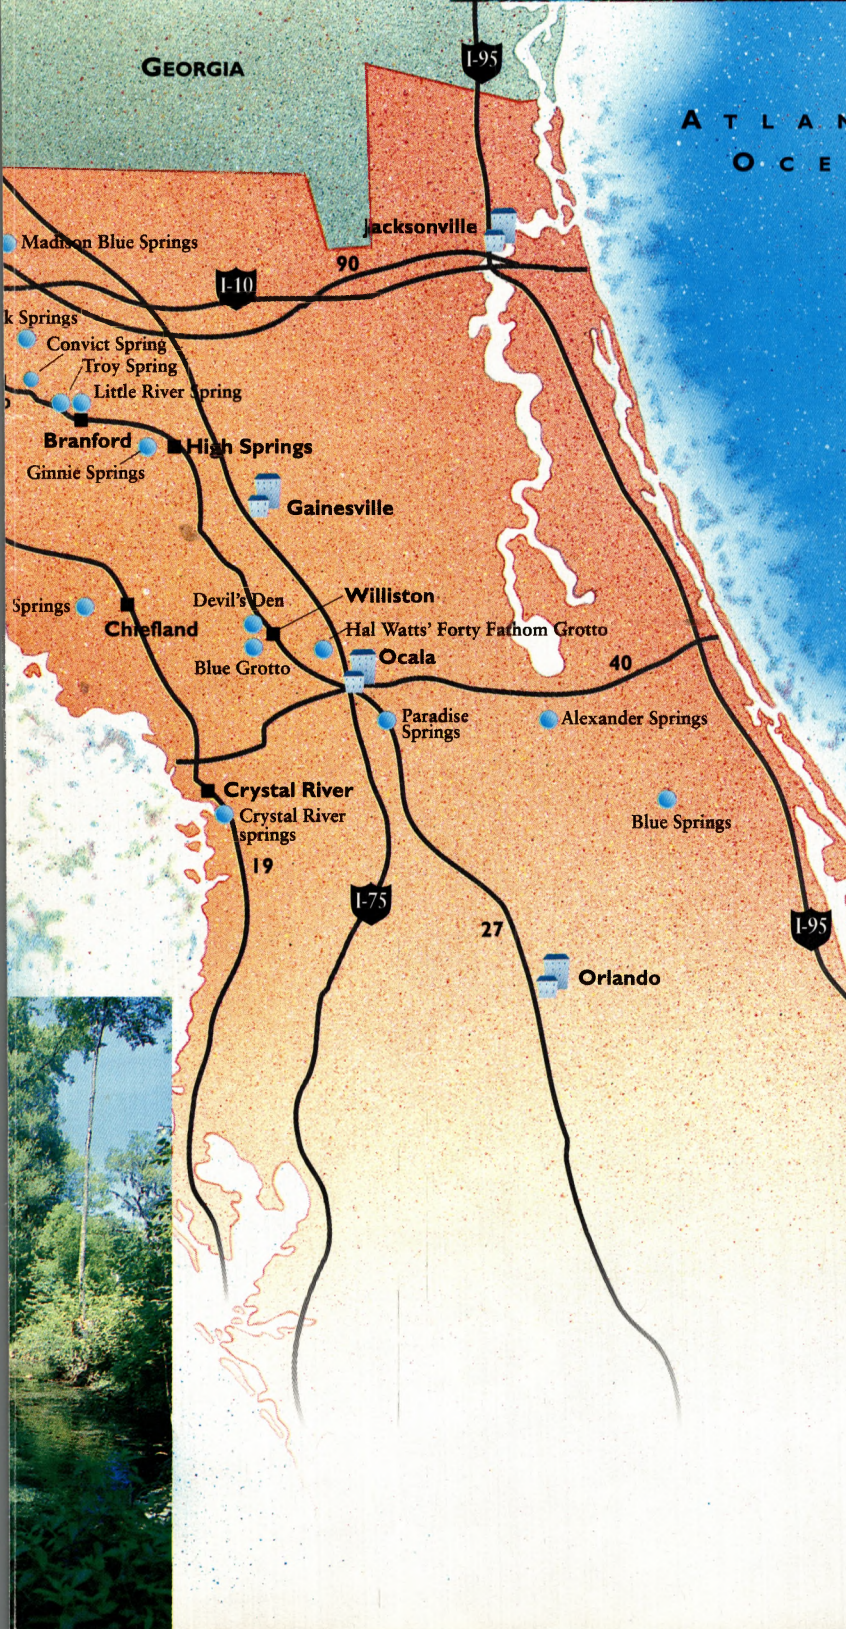 I-95
GEORGIA
ATLAN
OCE
Jacksonville
Madison Blue Springs
90
I-10
k Springs
Convict Spring
Troy Spring
Little River Spring
Branford
High Springs
Ginnie Springs
Gainesville
Devil's Den
Williston
Springs
Chiefland
Hal Watts' Forty Fathom Grotto
Blue Grotto
Ocala
40
Paradise
Springs
Alexander Springs
Crystal River
Crystal River
springs
Blue Springs
19
I-75
27
I-95
Orlando